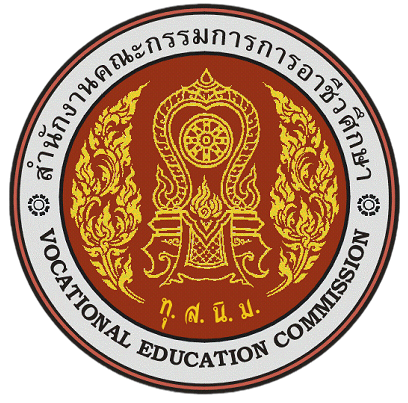 สำนักงานคณะกรรมการการอาชีวศึกษา
ทุ. ส. นิ. ม.
VOCATIONAL EDUCATION COMMISSION